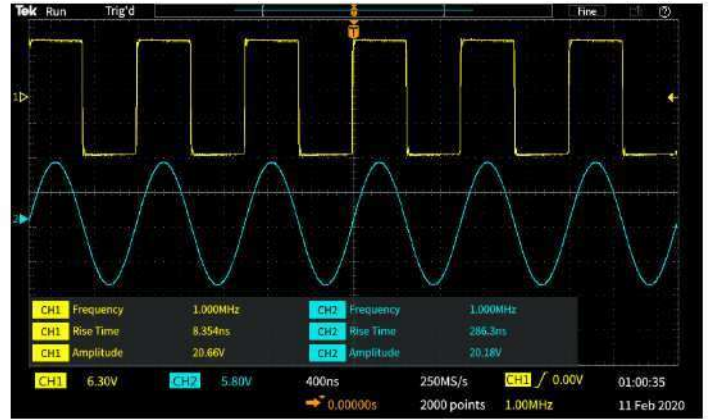 Tek Run Trig'd Fine
T
1
2
CH1 Frequency 1.000MHz CH2 Frequency 1.000MHz
CH1 Rise Time 8.354ns CH2 Rise Time 286.3ns
CH1 Amplitude 20.66V CH2 Amplitude 20.18V
CH1 6.30V CH2 5.80V 400ns 250MS/s CH1 0.00V 01:00:35
0.00000s 2000 points 1.00MHz 11 Feb 2020